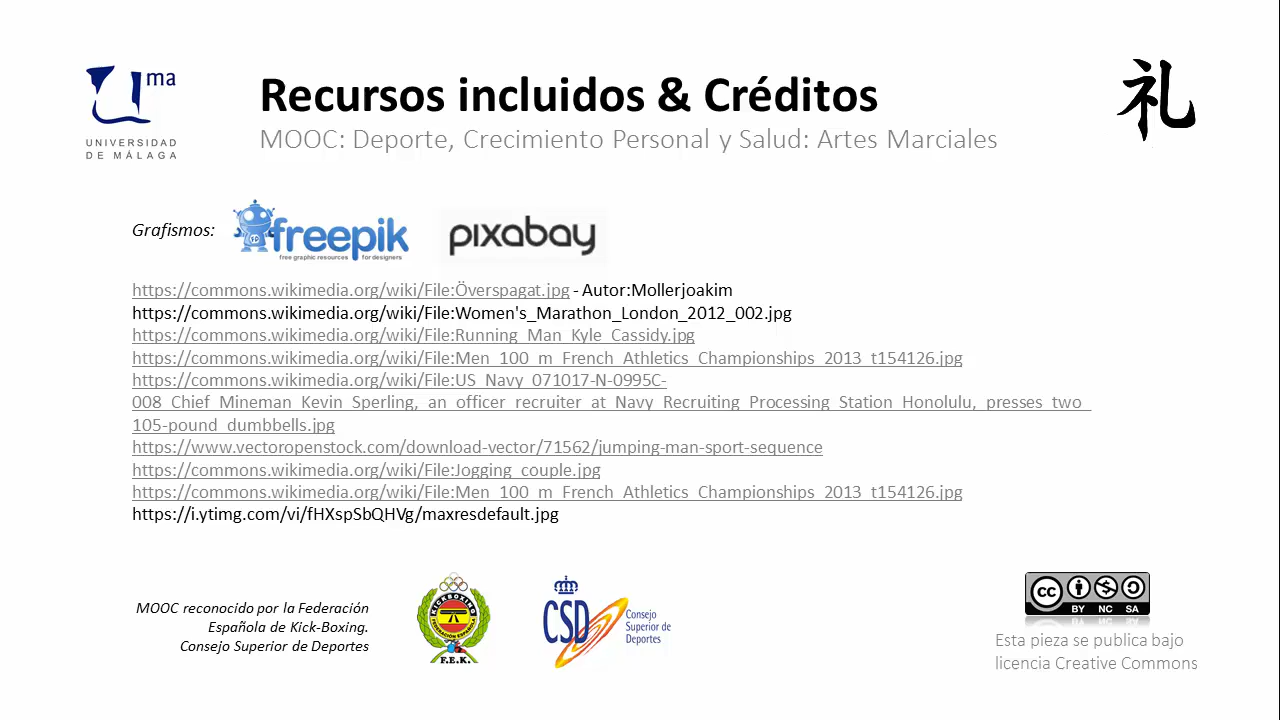 uma
UNIVERSIDAD
DE MÁLAGA
Recursos incluidos & Créditos
MOOC: Deporte, Crecimiento Personal y Salud: Artes Marciales
礼
Grafismos:
freepik
free graphic resources for designers
pixabay
https://commons.wikimedia.org/wiki/File:Överspagat.jpg - Autor:Mollerjoakim
https://commons.wikimedia.org/wiki/File:Women's_Marathon_London_2012_002.jpg
https://commons.wikimedia.org/wiki/File:Running_Man_Kyle_Cassidy.jpg
https://commons.wikimedia.org/wiki/File:Men_100_m_French_Athletics_Championships_2013_t154126.jpg
https://commons.wikimedia.org/wiki/File:US_Navy_071017-N-0995C-
008_Chief_Mineman_Kevin_Sperling,_an_officer_recruiter_at_Navy_Recruiting_Processing_Station_Honolulu,_presses_two_
105-pound_dumbbells.jpg
https://www.vectoropenstock.com/download-vector/71562/jumping-man-sport-sequence
https://commons.wikimedia.org/wiki/File:Jogging_couple.jpg
https://commons.wikimedia.org/wiki/File:Men_100_m_French_Athletics_Championships_2013_t154126.jpg
https://i.ytimg.com/vi/fHXspSbQHVg/maxresdefault.jpg
MOOC reconocido por la Federación
Española de Kick-Boxing.
Consejo Superior de Deportes
KICKBOXING
FEDERACIÓN ESPAÑOLA
F.E.K.
CSD
Consejo
Superior de
Deportes
cc
BY NC SA
Esta pieza se publica bajo
licencia Creative Commons